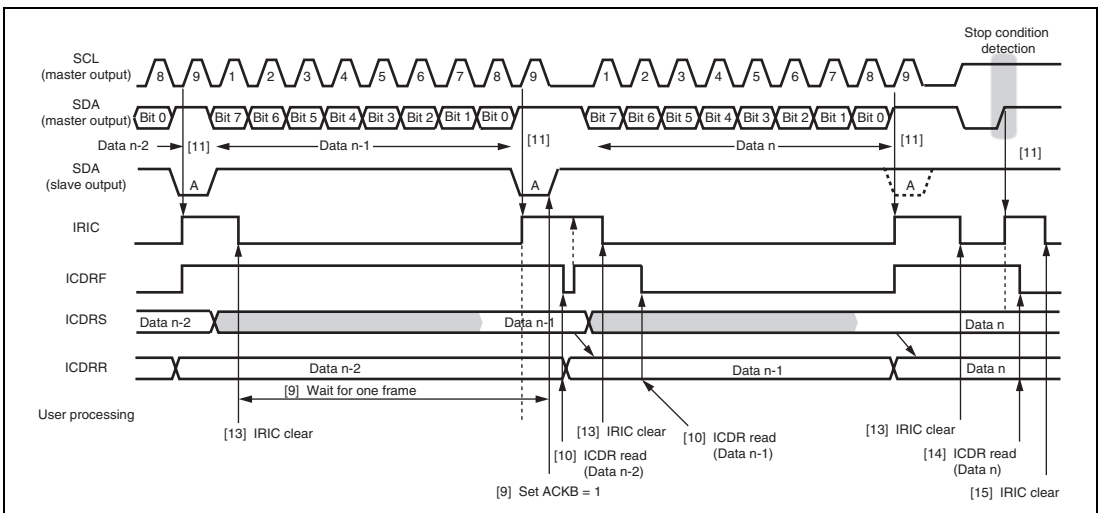 Stop condition
detection
SCL
(master output)
8 9 1 2 3 4 5 6 7 8 9 1 2 3 4 5 6 7 8 9
SDA
(master output)
Bit 0 Bit 7 Bit 6 Bit 5 Bit 4 Bit 3 Bit 2 Bit 1 Bit 0 Bit 7 Bit 6 Bit 5 Bit 4 Bit 3 Bit 2 Bit 1 Bit 0
Data n-2 [11] Data n-1 [11] Data n [11] [11]
SDA
(slave output)
A A A
IRIC
ICDRF
ICDRS
Data n-2 Data n-1 Data n
ICDRR
Data n-2 Data n-1 Data n
[9] Wait for one frame
User processing
[13] IRIC clear [13] IRIC clear [13] IRIC clear
[10] ICDR read
(Data n-1)
[10] ICDR read
(Data n-2)
[14] ICDR read
(Data n)
[9] Set ACKB = 1
[15] IRIC clear